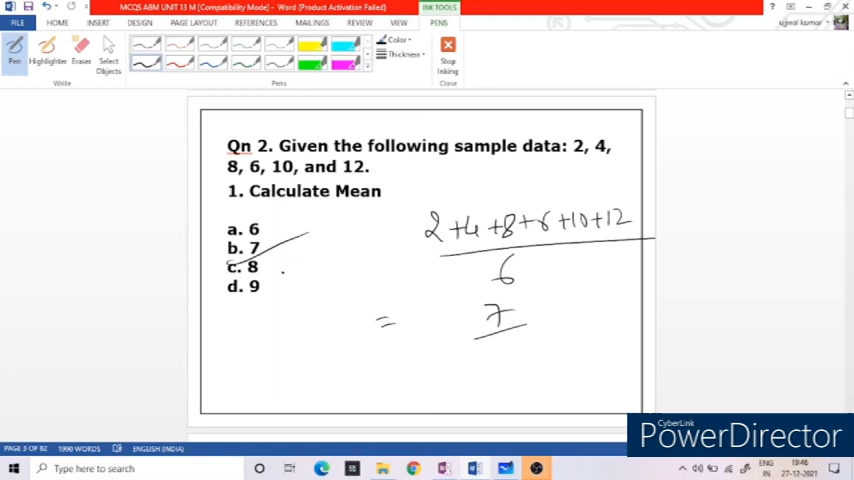 MCQS ABM UNIT 13 M [Compatibility Mode] - Word (Product Activation Failed)
INK TOOLS
FILE HOME INSERT DESIGN PAGE LAYOUT REFERENCES MAILINGS REVIEW VIEW PENS
ujjwal kumar
Pen Highlighter Eraser Select Objects
Color
Thickness
Stop Inking
Write Pens Close
Qn 2. Given the following sample data: 2, 4,
8, 6, 10, and 12.
1. Calculate Mean
a. 6
b. 7
c. 8
d. 9
2+4+8+6+10+12
6
= 7
CyberLink
PowerDirector
PAGE 3 OF 82 1990 WORDS ENGLISH (INDIA)
Type here to search
ENG
IN
19:46
27-12-2021